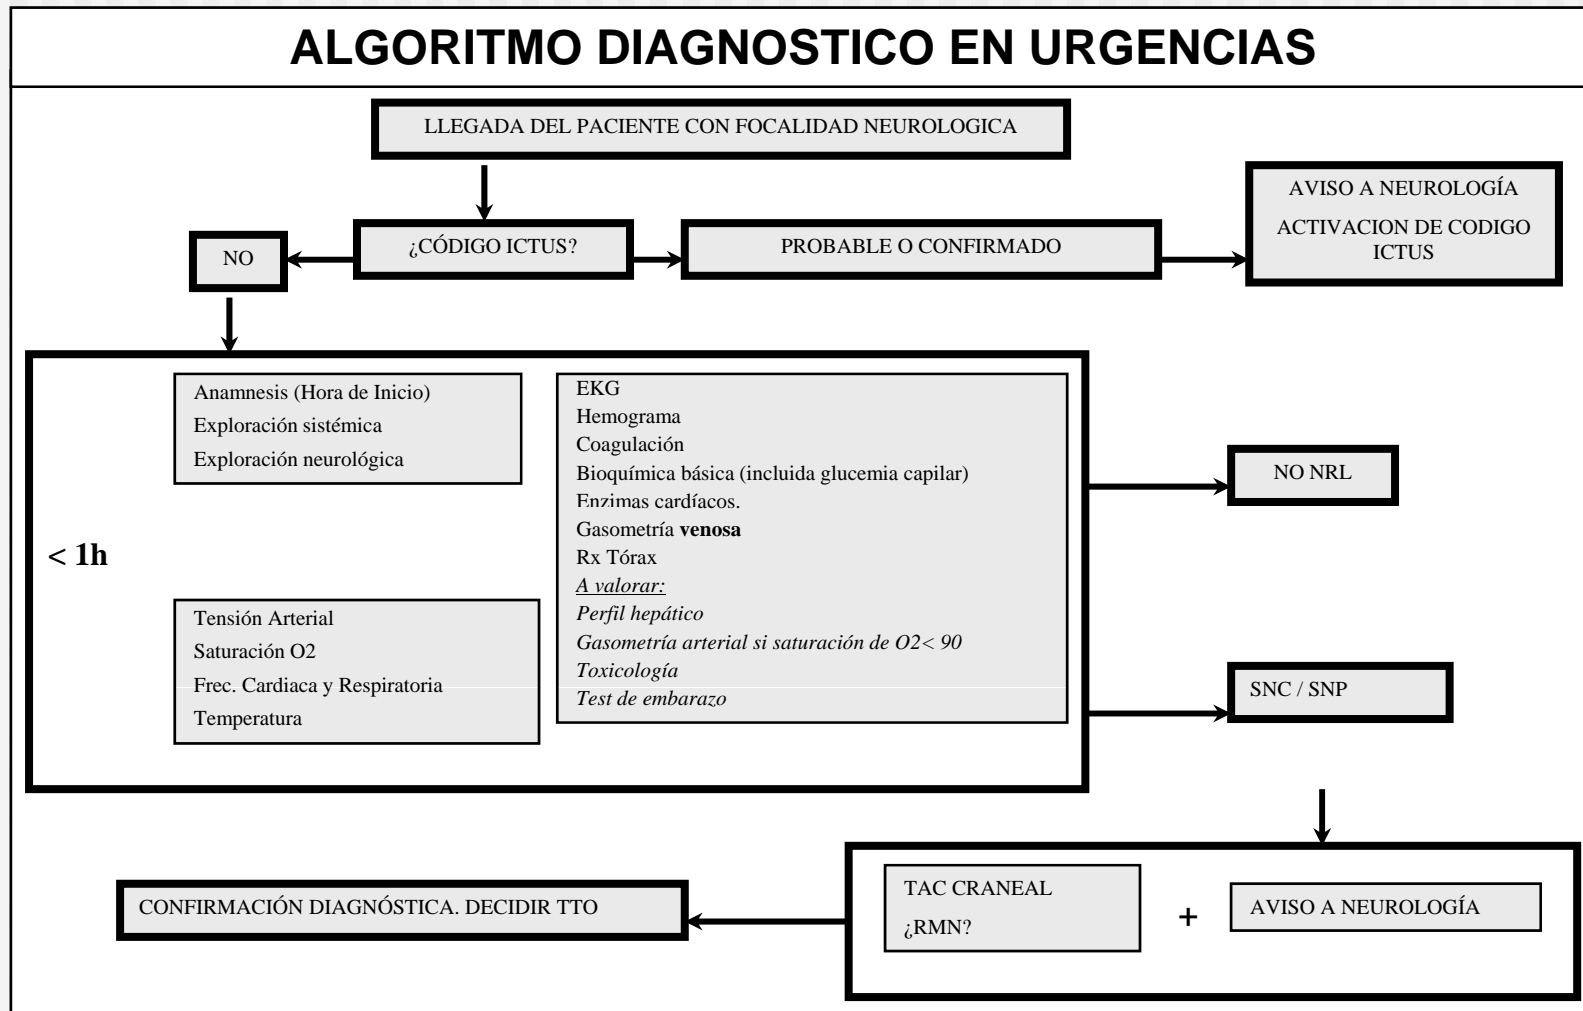 ALGORITMO DIAGNOSTICO EN URGENCIAS
LLEGADA DEL PACIENTE CON FOCALIDAD NEUROLOGICA
AVISO A NEUROLOGÍA
ACTIVACION DE CODIGO
ICTUS
NO
¿CÓDIGO ICTUS?
PROBABLE O CONFIRMADO
< 1h
Anamnesis (Hora de Inicio)
Exploración sistémica
Exploración neurológica
Tensión Arterial
Saturación O2
Frec. Cardiaca y Respiratoria
Temperatura
EKG
Hemograma
Coagulación
Bioquímica básica (incluida glucemia capilar)
Enzimas cardíacos.
Gasometría venosa
Rx Tórax
A valorar:
Perfil hepático
Gasometría arterial si saturación de O2< 90
Toxicología
Test de embarazo
NO NRL
SNC / SNP
TAC CRANEAL
¿RMN?
+
AVISO A NEUROLOGÍA
CONFIRMACIÓN DIAGNÓSTICA. DECIDIR TTO